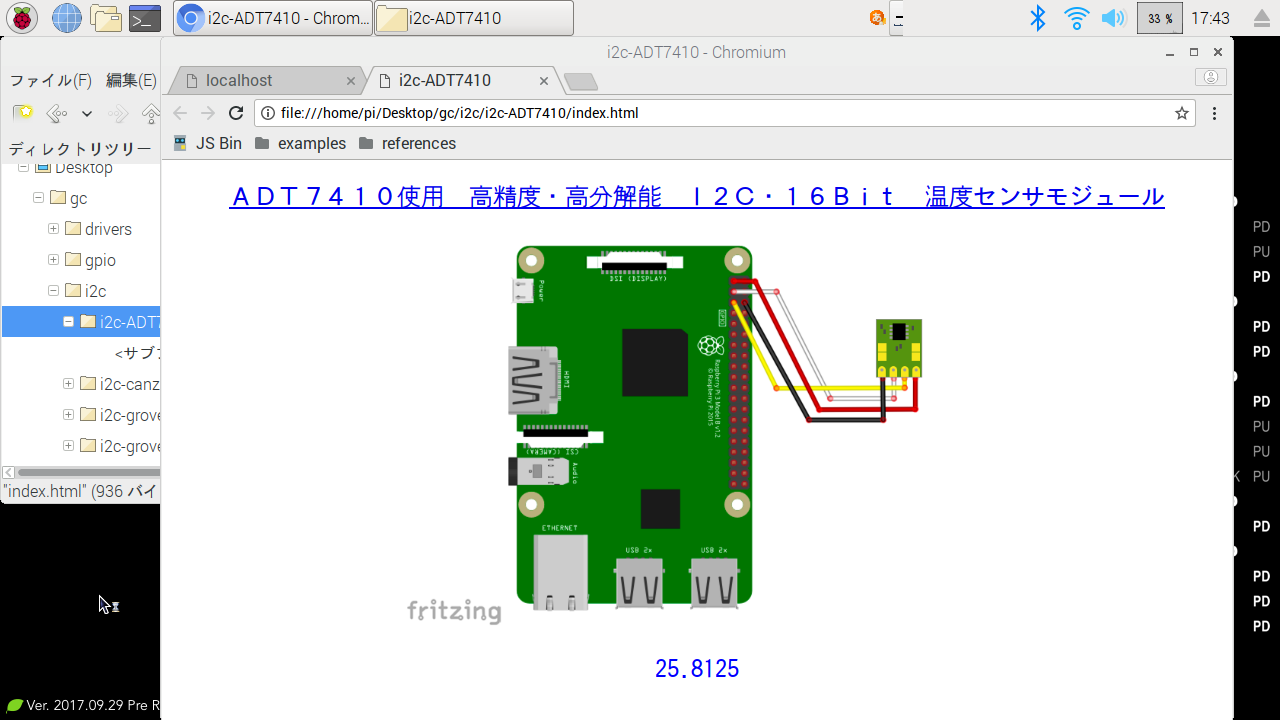 i2c-ADT7410 - Chrom...
i2c-ADT7410
あ
33 %
17:43
i2c-ADT7410 - Chromium
ファイル(F) 編集(E)
localhost
i2c-ADT7410
file:///home/pi/Desktop/gc/i2c/i2c-ADT7410/index.html
JS Bin
examples
references
ディレクトリツリー
Desktop
gc
drivers
gpio
i2c
i2c-ADT7
<サブフ
i2c-canz
i2c-grove
i2c-grove
"index.html" (936 バイ
ADT7410使用 高精度・高分解能 I2C・16Bit 温度センサモジュール
DSI (DISPLAY)
Power
GPIO
HDMI
Raspberry Pi 3 Model B v1.2
© Raspberry Pi 2015
CSI (CAMERA)
Audio
ETHERNET
USB 2x
USB 2x
fritzing
25.8125
PD
PU
PD
PD
PD
PD
PU
PU
K PU
PD
PD
PD
PD
Ver. 2017.09.29 Pre R